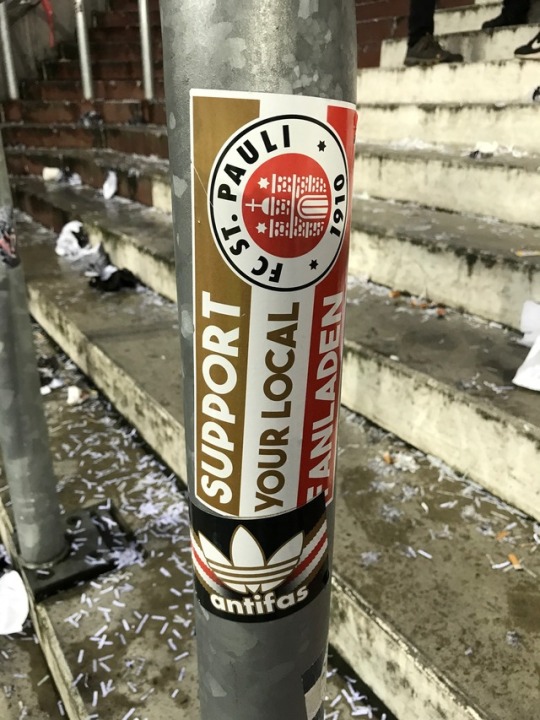 FC ST. PAULI
1910
SUPPORT
YOUR LOCAL
FANLADEN
antifas